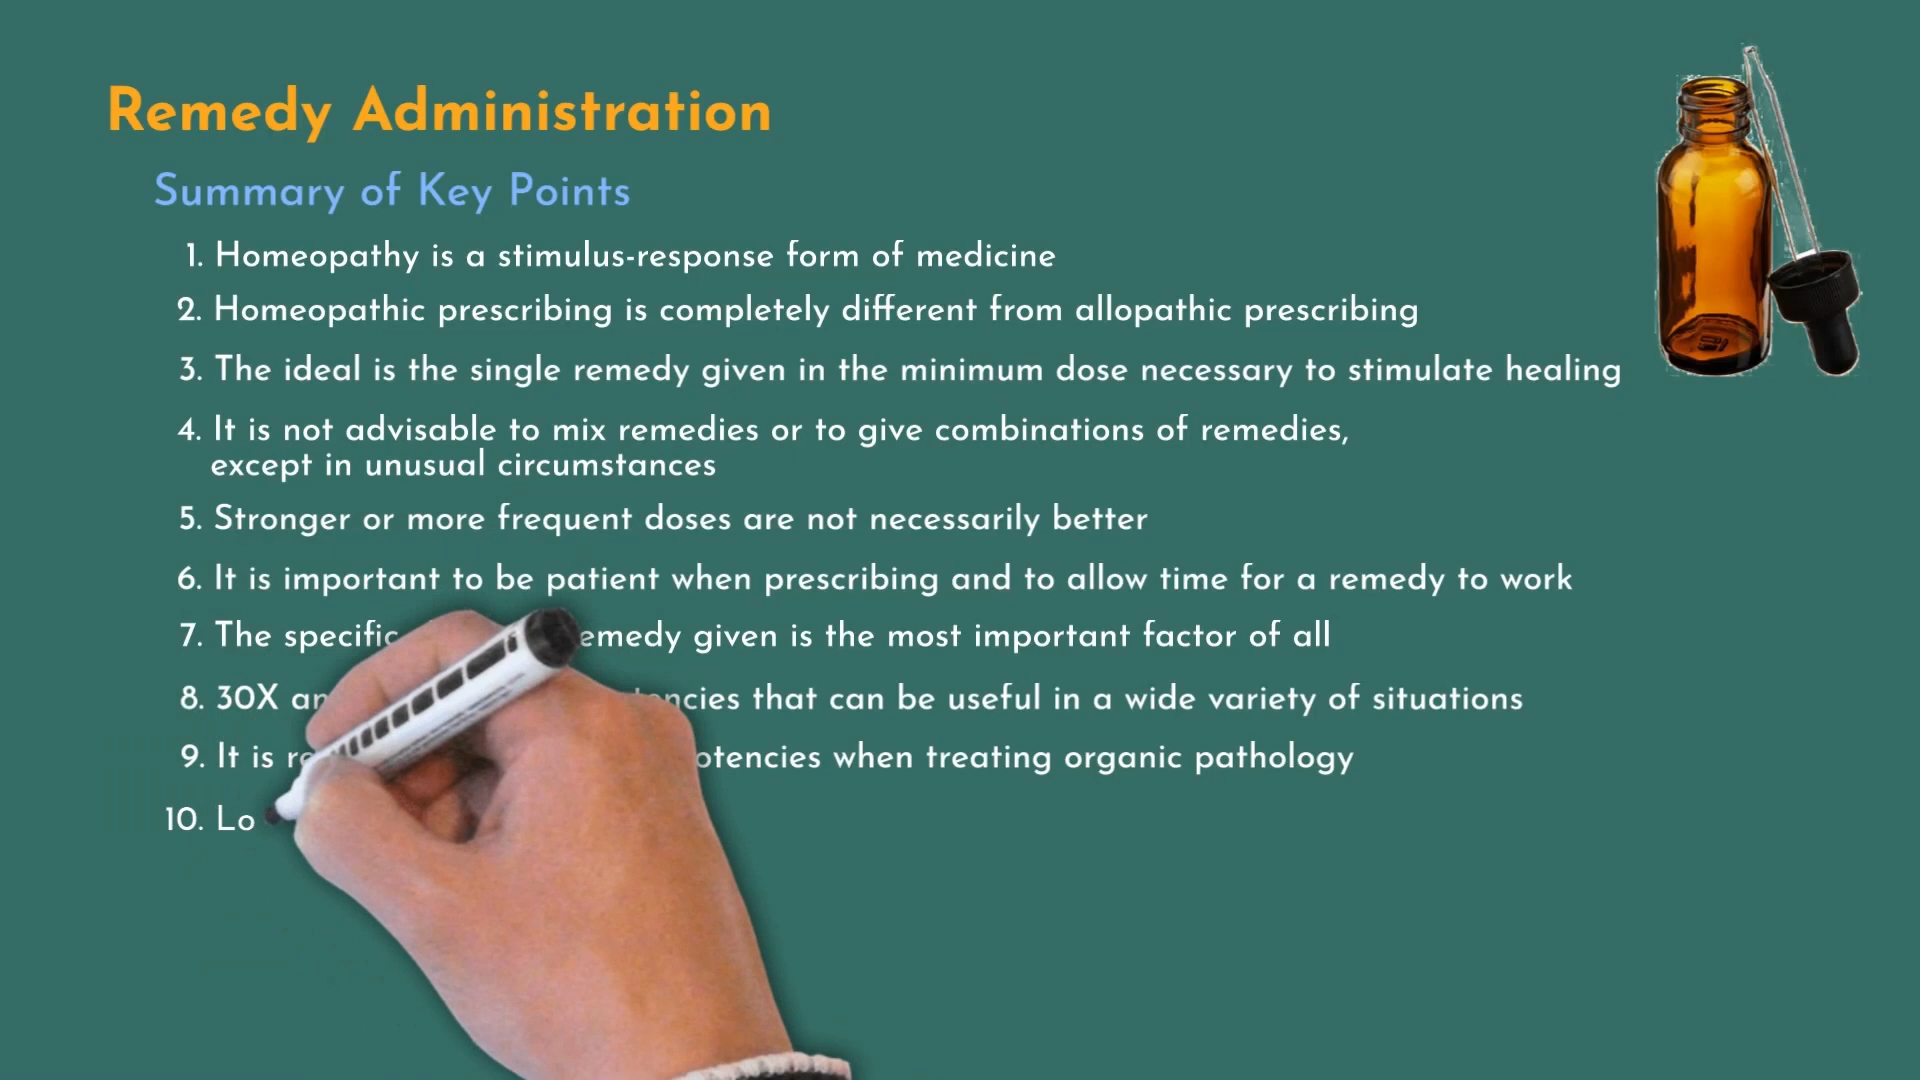 Remedy Administration
Summary of Key Points
1. Homeopathy is a stimulus-response form of medicine
2. Homeopathic prescribing is completely different from allopathic prescribing
3. The ideal is the single remedy given in the minimum dose necessary to stimulate healing
4. It is not advisable to mix remedies or to give combinations of remedies,
except in unusual circumstances
5. Stronger or more frequent doses are not necessarily better
6. It is important to be patient when prescribing and to allow time for a remedy to work
7. The specific remedy given is the most important factor of all
8. 30X that can be useful in a wide variety of situations
9. It is when treating organic pathology
10. Lo